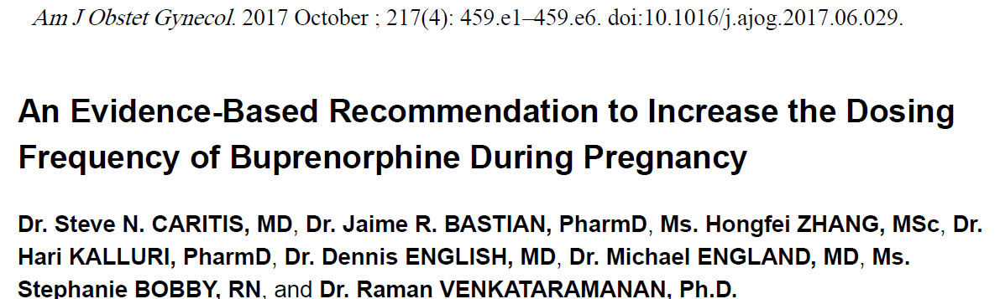 Am J Obstet Gynecol. 2017 October ; 217(4): 459.e1–459.e6. doi:10.1016/j.ajog.2017.06.029.
An Evidence-Based Recommendation to Increase the Dosing
Frequency of Buprenorphine During Pregnancy
Dr. Steve N. CARITIS, MD, Dr. Jaime R. BASTIAN, PharmD, Ms. Hongfei ZHANG, MSc, Dr.
Hari KALLURI, PharmD, Dr. Dennis ENGLISH, MD, Dr. Michael ENGLAND, MD, Ms.
Stephanie BOBBY, RN, and Dr. Raman VENKATARAMANAN, Ph.D.